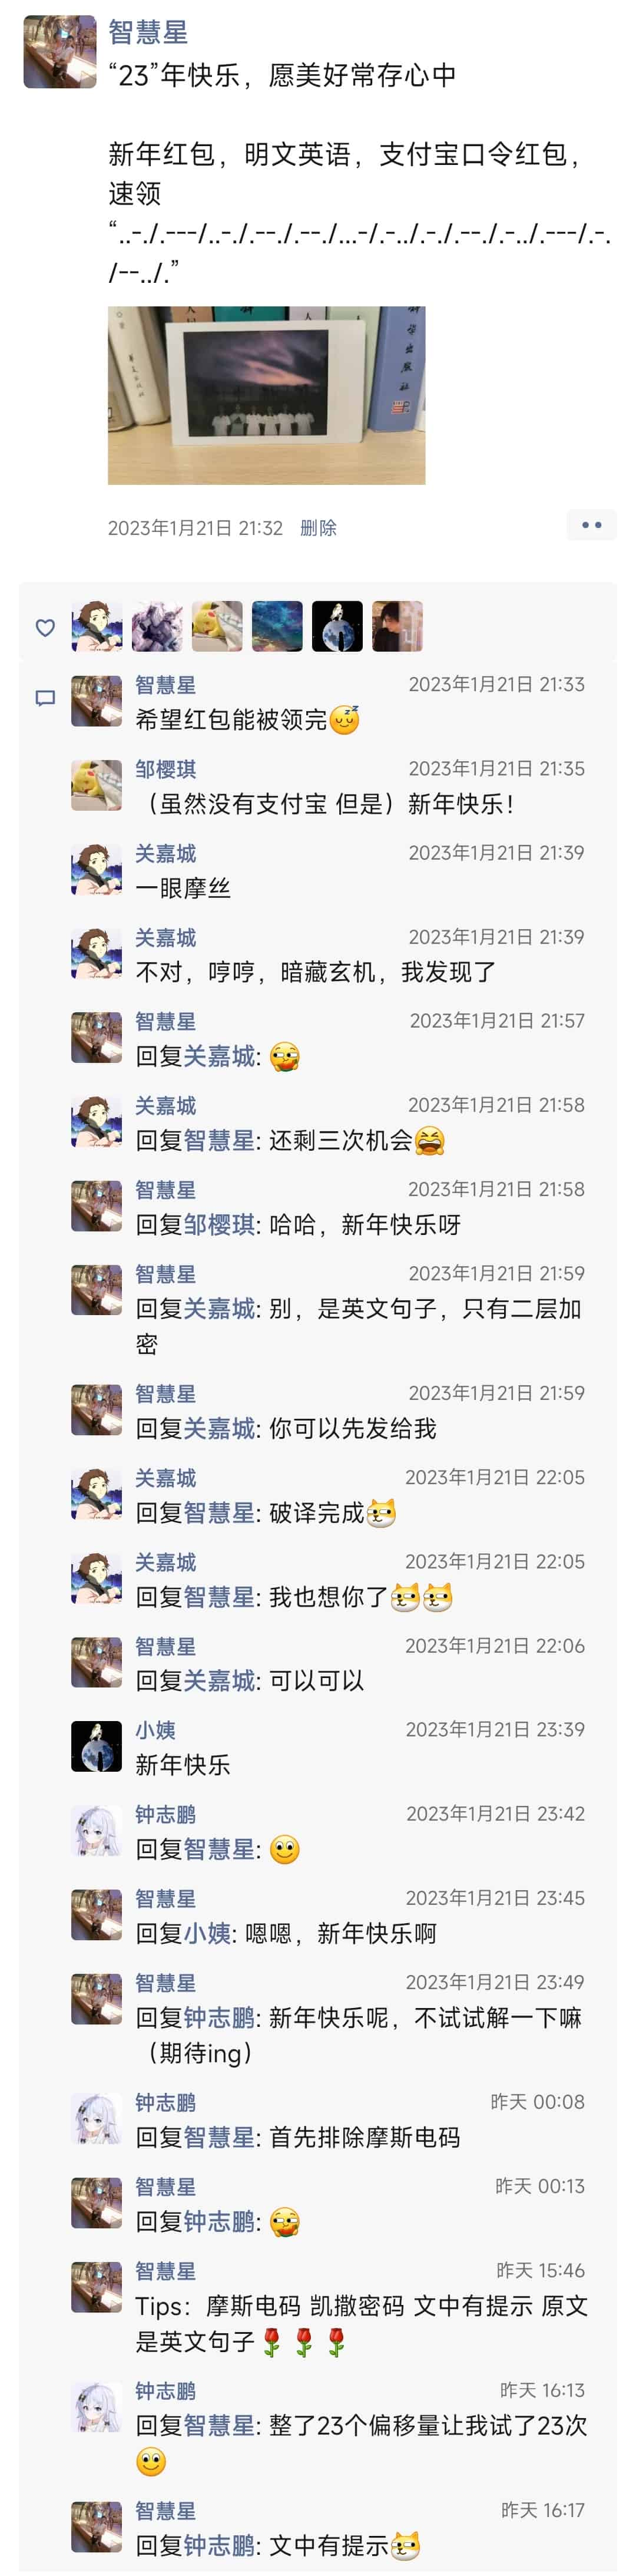 智慧星
“23”年快乐，愿美好常存心中
新年红包，明文英语，支付宝口令红包，
速领
“..-./.---/..-./.--./.--./...-/.-../.-./.--./.-../.---/.-.
/--../.”
华夏出版社
学出版社
2023年1月21日 21:32 删除
智慧星 2023年1月21日 21:33
希望红包能被领完😴
邹樱琪 2023年1月21日 21:35
（虽然没有支付宝 但是）新年快乐！
关嘉城 2023年1月21日 21:39
一眼摩丝
关嘉城 2023年1月21日 21:39
不对，哼哼，暗藏玄机，我发现了
智慧星 2023年1月21日 21:57
回复关嘉城:
关嘉城 2023年1月21日 21:58
回复智慧星: 还剩三次机会😝
智慧星 2023年1月21日 21:58
回复邹樱琪: 哈哈，新年快乐呀
智慧星 2023年1月21日 21:59
回复关嘉城: 别，是英文句子，只有二层加
密
智慧星 2023年1月21日 21:59
回复关嘉城: 你可以先发给我
关嘉城 2023年1月21日 22:05
回复智慧星: 破译完成
关嘉城 2023年1月21日 22:05
回复智慧星: 我也想你了
智慧星 2023年1月21日 22:06
回复关嘉城: 可以可以
小姨 2023年1月21日 23:39
新年快乐
钟志鹏 2023年1月21日 23:42
回复智慧星: 🙂
智慧星 2023年1月21日 23:45
回复小姨: 嗯嗯，新年快乐啊
智慧星 2023年1月21日 23:49
回复钟志鹏: 新年快乐呢，不试试解一下嘛
（期待ing）
钟志鹏 昨天 00:08
回复智慧星: 首先排除摩斯电码
智慧星 昨天 00:13
回复钟志鹏:
智慧星 昨天 15:46
Tips：摩斯电码 凯撒密码 文中有提示 原文
是英文句子🌹🌹🌹
钟志鹏 昨天 16:13
回复智慧星: 整了23个偏移量让我试了23次
🙂
智慧星 昨天 16:17
回复钟志鹏: 文中有提示